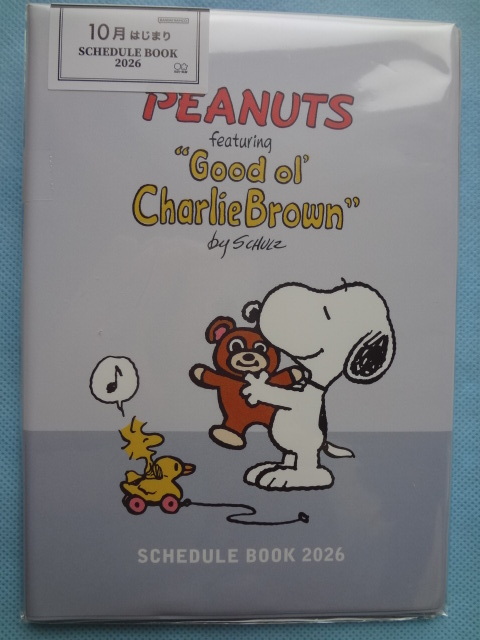 10月 はじまり
SCHEDULE BOOK
2026
PEANUTS
featuring
"Good ol'
Charlie Brown"
by SCHULZ
SCHEDULE BOOK 2026